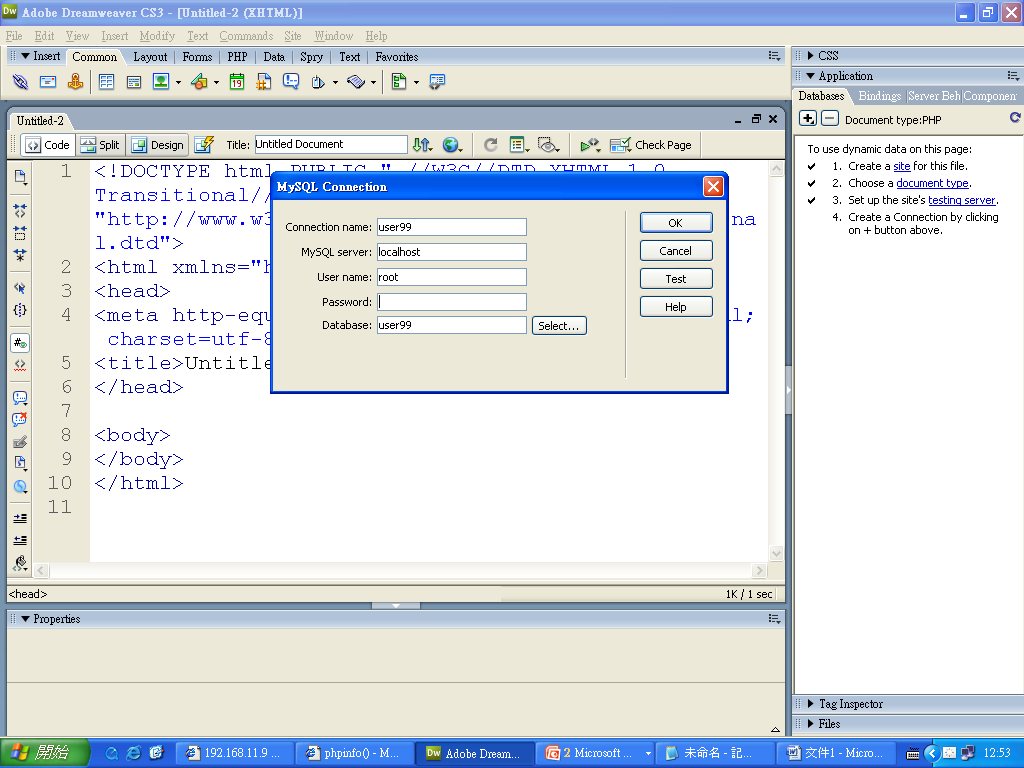 Adobe Dreamweaver CS3 - [Untitled-2 (XHTML)]
File Edit View Insert Modify Text Commands Site Window Help
Insert Common Layout Forms PHP Data Spry Text Favorites
Untitled-2
Code Split Design Title: Untitled Document Check Page
1 <!DOCTYPE html PUBLIC "-//W3C//DTD XHTML 1.0
Transitional//
"http://www.w3 na
l.dtd">
2 <html xmlns="h
3 <head>
4 <meta http-equ l;
charset=utf-8
5 <title>Untitle
6 </head>
7
8 <body>
9 </body>
10 </html>
11
MySQL Connection
Connection name: user99
MySQL server: localhost
User name: root
Password:
Database: user99 Select...
OK
Cancel
Test
Help
<head> 1K / 1 sec
Properties
CSS
Application
Databases Bindings Server Beh Componen
Document type:PHP
To use dynamic data on this page:
1. Create a site for this file.
2. Choose a document type.
3. Set up the site's testing server.
4. Create a Connection by clicking
on + button above.
Tag Inspector
Files
開始 192.168.11.9 ... phpinfo() - M... Adobe Dream... 2 Microsoft ... 未命名 - 記... 文件1 - Micro... 12:53